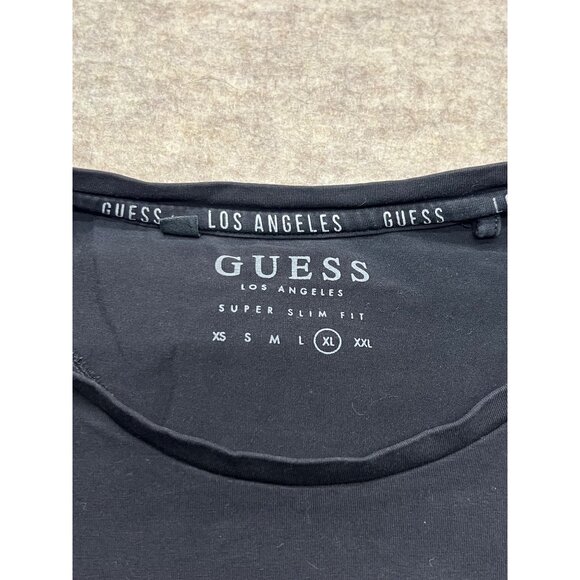 GUESS LOS ANGELES GUESS
GUESS
LOS ANGELES
SUPER SLIM FIT
XS S M L XL XXL